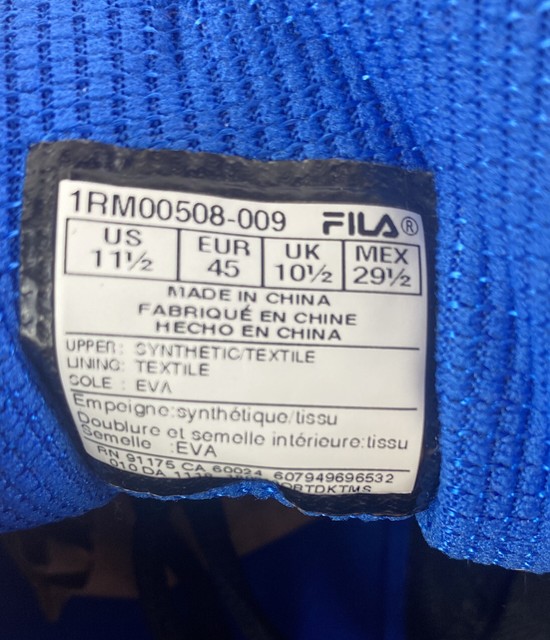 1RM00508-009 FILA®
US EUR UK MEX
11½ 45 10½ 29½
MADE IN CHINA
FABRIQUÉ EN CHINE
HECHO EN CHINA
UPPER: SYNTHETIC/TEXTILE
LINING: TEXTILE
SOLE : EVA
Empeigne:synthétique/tissu
Doublure et semelle intérieure:tissu
Semelle :EVA
RN 91175 CA 60024 607949696532
010 DA